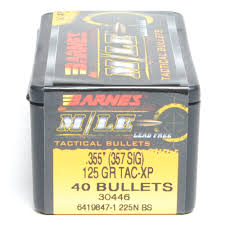 BARNES
M/LE
LEAD FREE
TACTICAL BULLETS
.355" (357 SIG)
125 GR TAC-XP
40 BULLETS
30446
6419847-1 225N BS